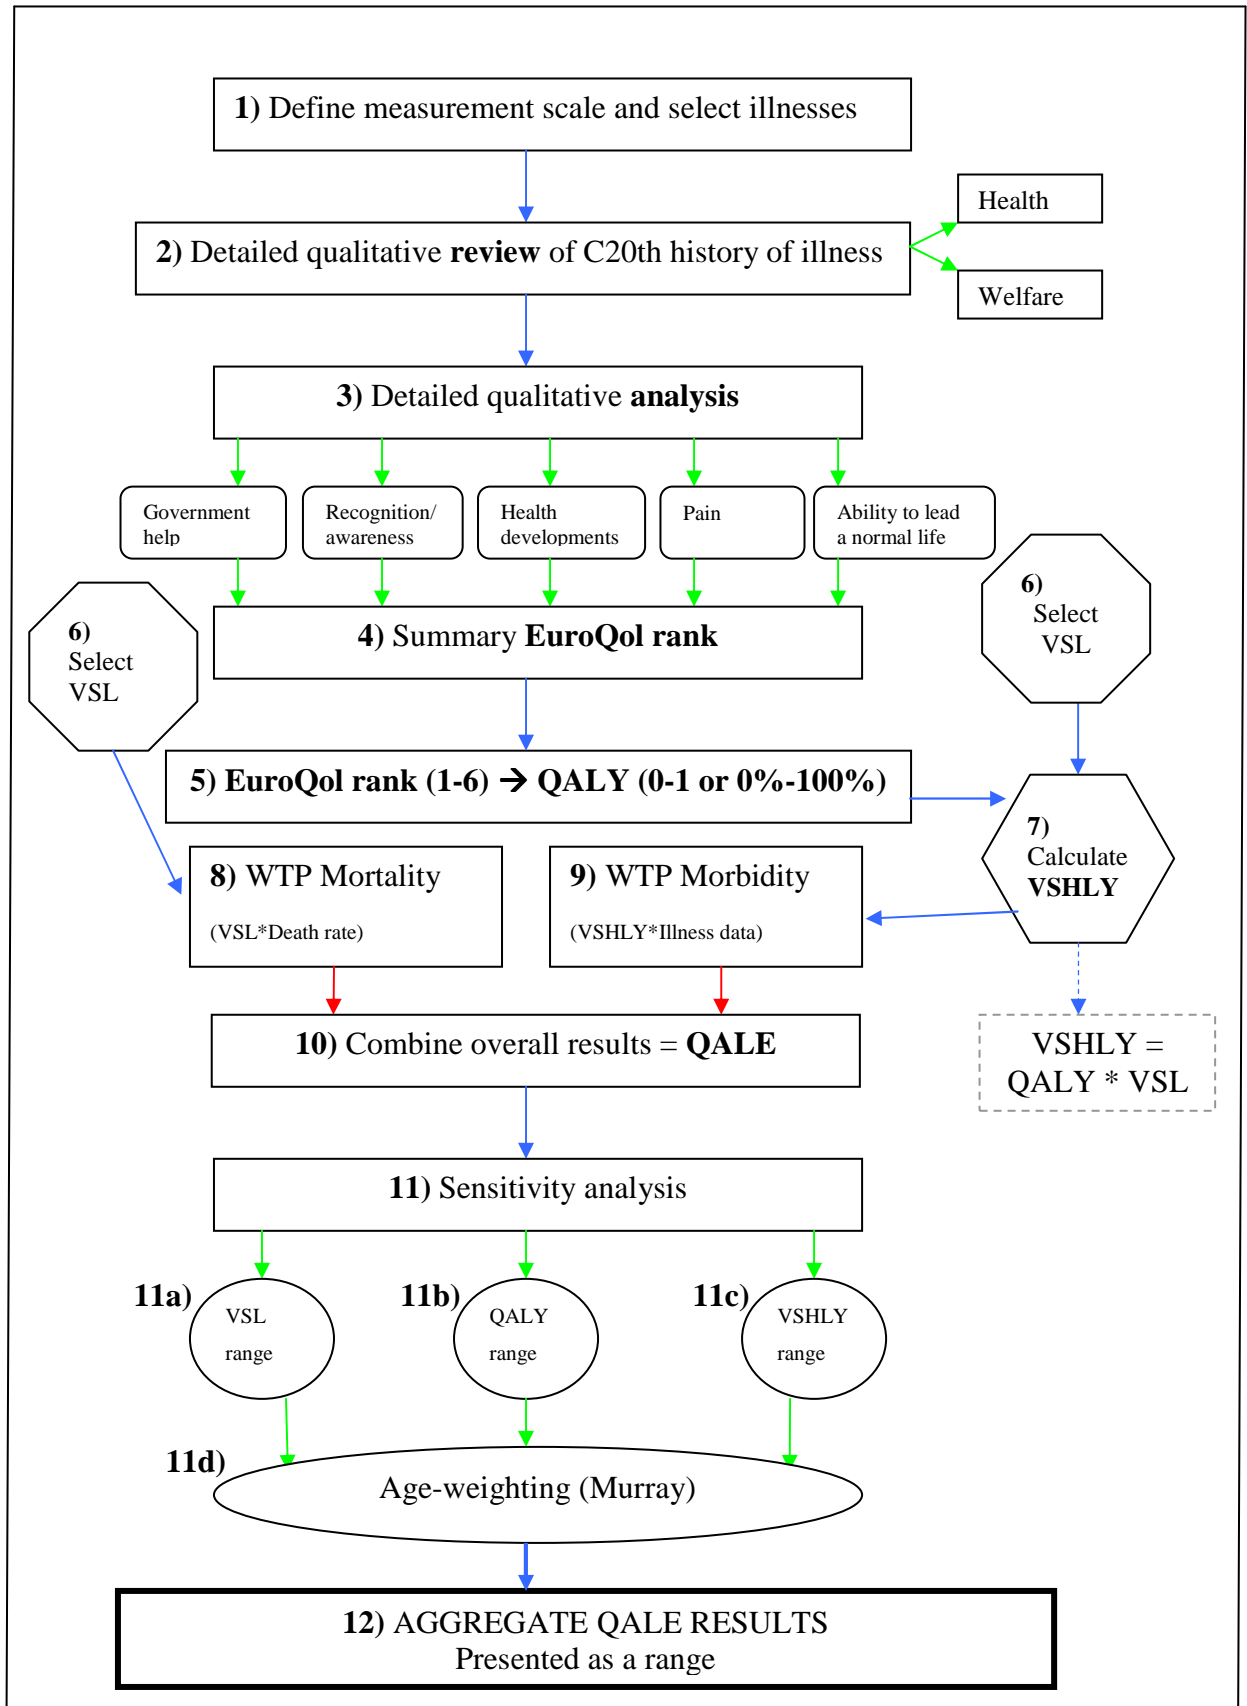 1) Define measurement scale and select illnesses
Health
2) Detailed qualitative review of C20th history of illness
Welfare
3) Detailed qualitative analysis
Government
help
Recognition/
awareness
Health
developments
Pain
Ability to lead
a normal life
6)
Select
VSL
4) Summary EuroQol rank
6)
Select
VSL
5) EuroQol rank (1-6) → QALY (0-1 or 0%-100%)
7)
Calculate
VSHLY
8) WTP Mortality
(VSL*Death rate)
9) WTP Morbidity
(VSHLY*Illness data)
10) Combine overall results = QALE
VSHLY =
QALY * VSL
11) Sensitivity analysis
11a)
VSL
range
11b)
QALY
range
11c)
VSHLY
range
11d)
Age-weighting (Murray)
12) AGGREGATE QALE RESULTS
Presented as a range